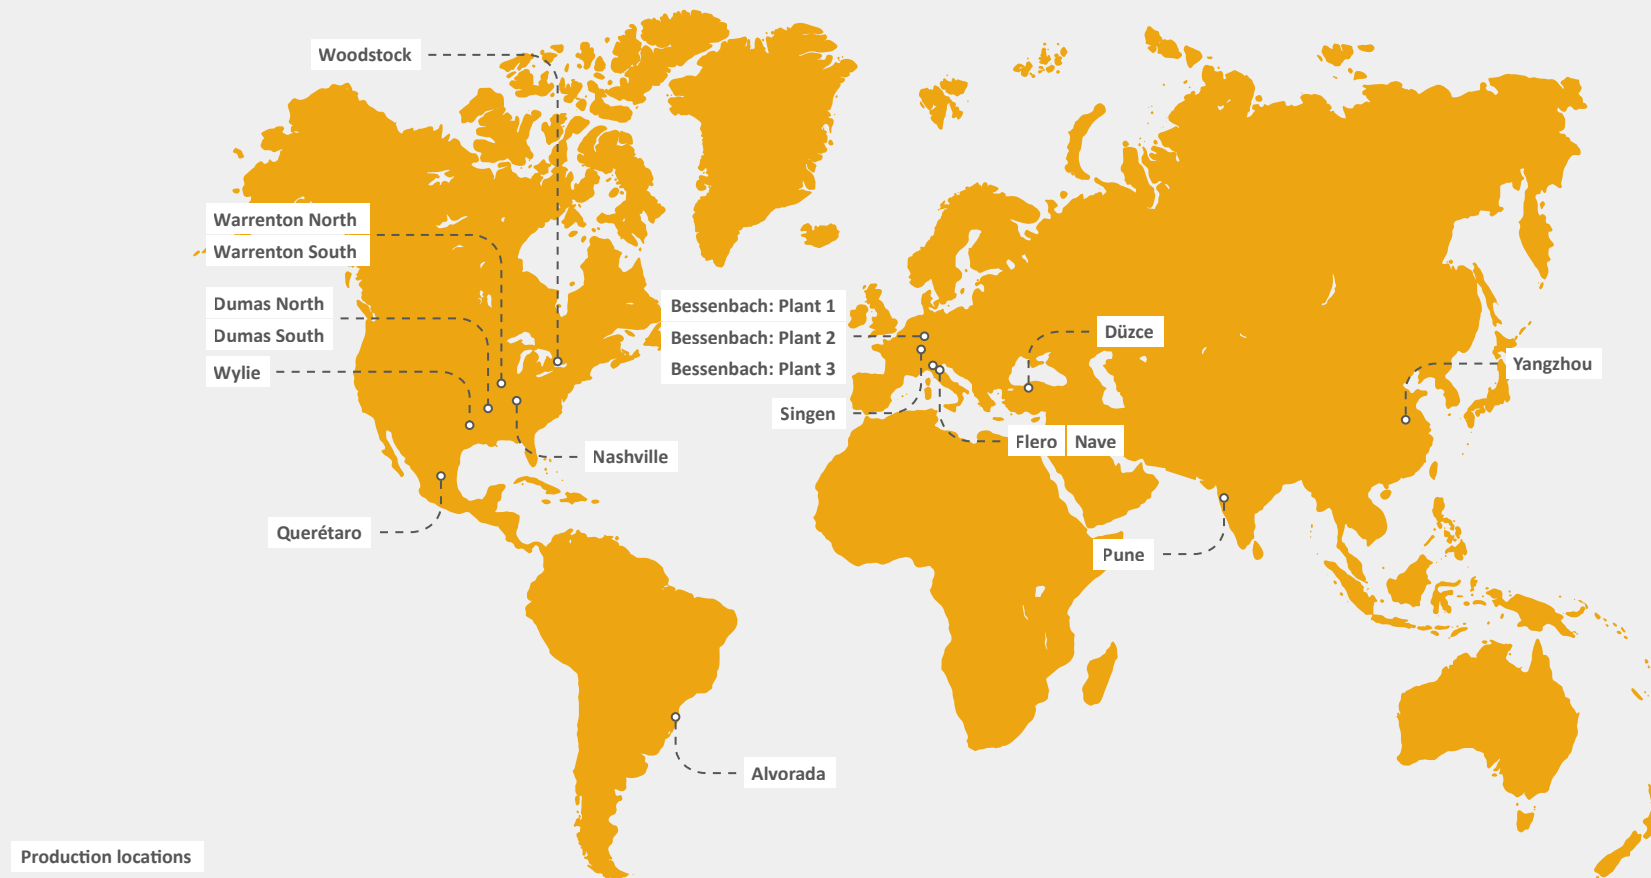 Woodstock
Warrenton North
Warrenton South
Dumas North
Dumas South
Wylie
Nashville
Querétaro
Alvorada
Bessenbach: Plant 1
Bessenbach: Plant 2
Bessenbach: Plant 3
Singen
Düzce
Flero Nave
Yangzhou
Pune
Production locations